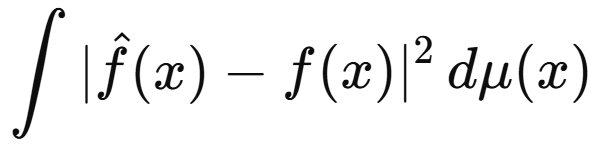 ∫ |f̂(x) − f(x)|² dμ(x)